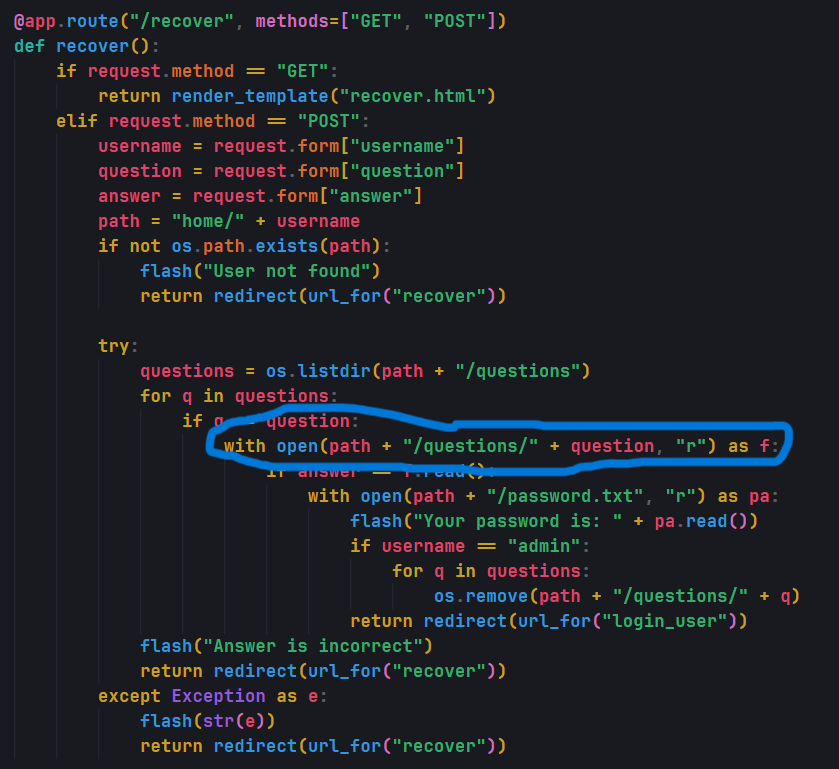 @app.route("/recover", methods=["GET", "POST"])
def recover():
if request.method == "GET":
return render_template("recover.html")
elif request.method == "POST":
username = request.form["username"]
question = request.form["question"]
answer = request.form["answer"]
path = "home/" + username
if not os.path.exists(path):
flash("User not found")
return redirect(url_for("recover"))
try:
questions = os.listdir(path + "/questions")
for q in questions:
if q question:
with open(path + "/questions/" + question, "r") as f:
if answer == f.read():
with open(path + "/password.txt", "r") as pa:
flash("Your password is: " + pa.read())
if username == "admin":
for q in questions:
os.remove(path + "/questions/" + q)
return redirect(url_for("login_user"))
flash("Answer is incorrect")
return redirect(url_for("recover"))
except Exception as e:
flash(str(e))
return redirect(url_for("recover"))